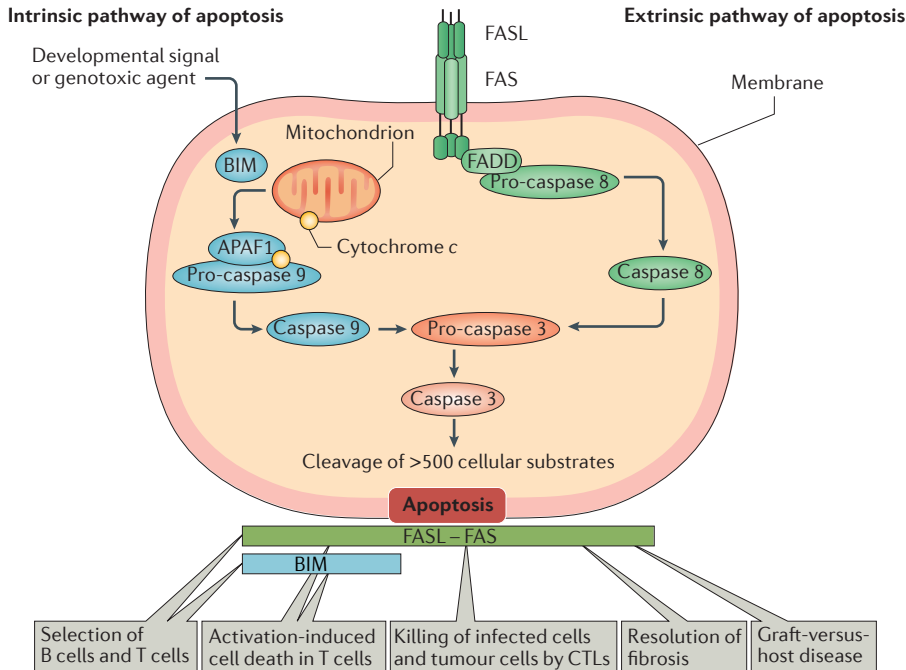 Intrinsic pathway of apoptosis
Extrinsic pathway of apoptosis
FASL
Developmental signal
or genotoxic agent
FAS
Membrane
Mitochondrion
BIM
FADD
Pro-caspase 8
APAF1
Cytochrome c
Pro-caspase 9
Caspase 8
Caspase 9
Pro-caspase 3
Caspase 3
Cleavage of >500 cellular substrates
Apoptosis
FASL – FAS
BIM
Selection of
B cells and T cells
Activation-induced
cell death in T cells
Killing of infected cells
and tumour cells by CTLs
Resolution of
fibrosis
Graft-versus-
host disease